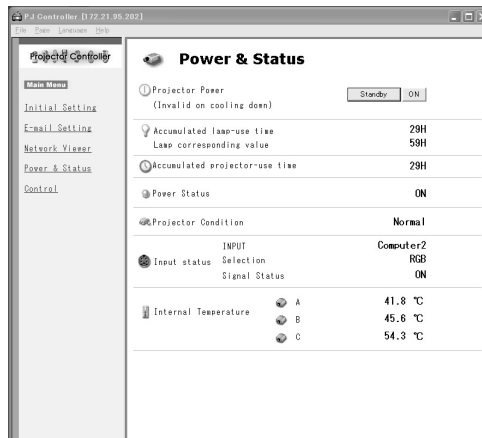 PJ Controller [172.21.95.202]
File Page Language Help
Projector Controller
Main Menu
Initial Setting
E-mail Setting
Network Viewer
Power & Status
Control
Power & Status
Projector Power
(Invalid on cooling down)
Standby ON
Accumulated lamp-use time 29H
Lamp corresponding value 59H
Accumulated projector-use time 29H
Power Status ON
Projector Condition Normal
INPUT Computer2
Input status Selection RGB
Signal Status ON
A 41.8 ℃
Internal Temperature B 45.6 ℃
C 54.3 ℃